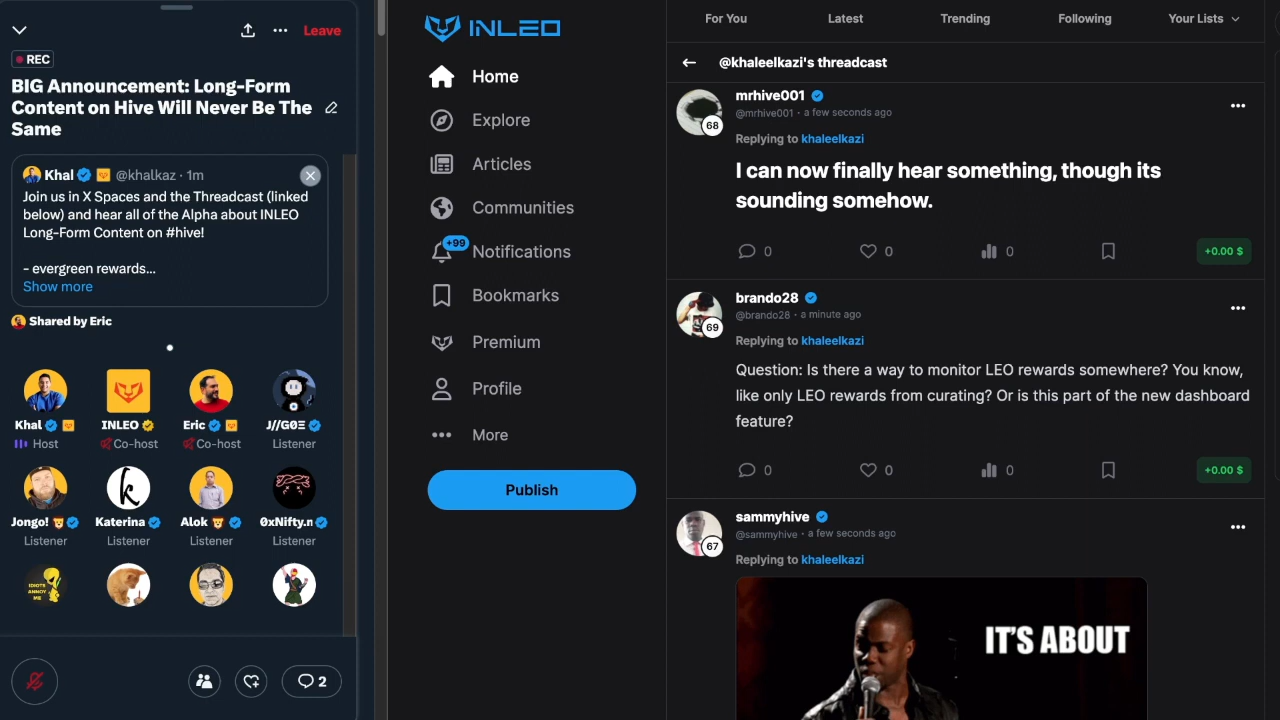 Leave
REC
BIG Announcement: Long-Form
Content on Hive Will Never Be The
Same
Khal @khalkaz · 1m
Join us in X Spaces and the Threadcast (linked
below) and hear all of the Alpha about INLEO
Long-Form Content on #hive!
- evergreen rewards...
Show more
Shared by Eric
Khal
Host
INLEO
Co-host
Eric
Co-host
J//GΘΞ
Listener
Jongo!
Listener
Katerina
Listener
Alok
Listener
0xNifty.n
Listener
IDIOTS
ANNOY
ME
2
INLEO
Home
Explore
Articles
Communities
+99
Notifications
Bookmarks
Premium
Profile
More
Publish
For You
Latest
Trending
Following
Your Lists
@khaleelkazi's threadcast
mrhive001
@mrhive001 · a few seconds ago
68
Replying to khaleelkazi
I can now finally hear something, though its
sounding somehow.
0
0
0
+0.00 $
brando28
@brando28 · a minute ago
69
Replying to khaleelkazi
Question: Is there a way to monitor LEO rewards somewhere? You know,
like only LEO rewards from curating? Or is this part of the new dashboard
feature?
0
0
0
+0.00 $
sammyhive
@sammyhive · a few seconds ago
67
Replying to khaleelkazi
IT'S ABOUT